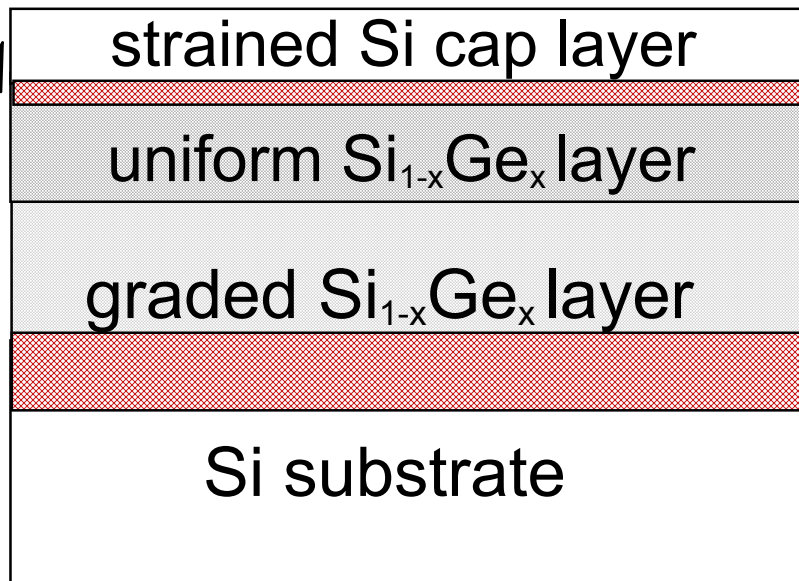 strained Si cap layer
uniform Si₁₋ₓGeₓ layer
graded Si₁₋ₓGeₓ layer
Si substrate